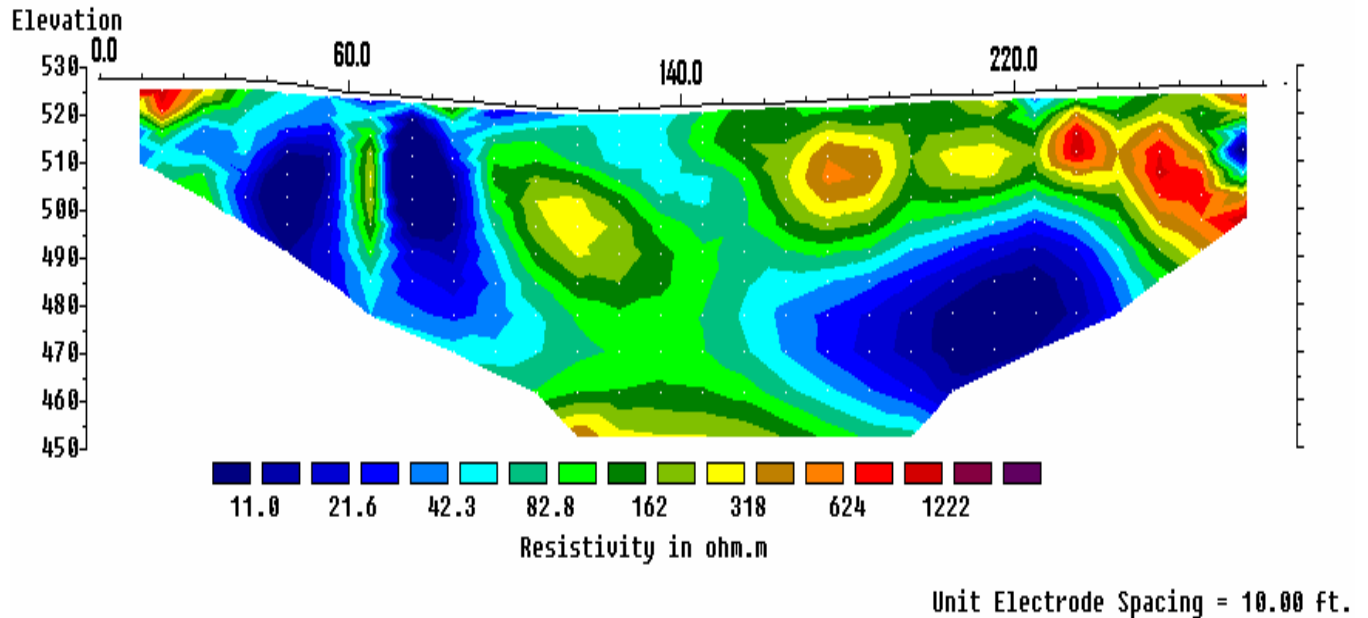 Elevation
0.0 60.0 140.0 220.0
530
520
510
500
490
480
470
460
450
11.0 21.6 42.3 82.8 162 318 624 1222
Resistivity in ohm.m
Unit Electrode Spacing = 10.00 ft.